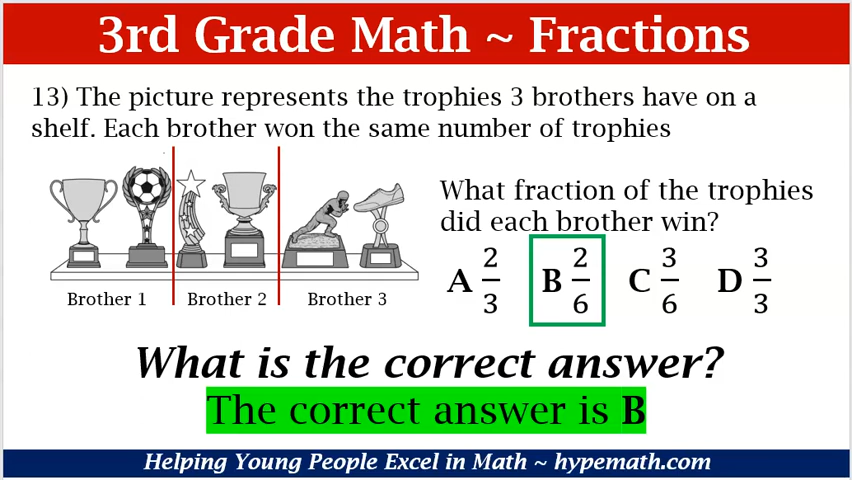 3rd Grade Math ~ Fractions
13) The picture represents the trophies 3 brothers have on a
shelf. Each brother won the same number of trophies
What fraction of the trophies
did each brother win?
A 2/3 B 2/6 C 3/6 D 3/3
Brother 1 Brother 2 Brother 3
What is the correct answer?
The correct answer is B
Helping Young People Excel in Math ~ hypemath.com